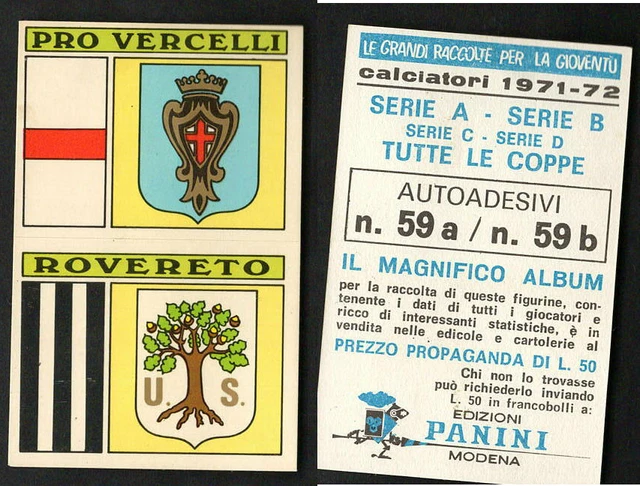 PRO VERCELLI
ROVERETO
U. S.
LE GRANDI RACCOLTE PER LA GIOVENTÙ
calciatori 1971-72
SERIE A - SERIE B
SERIE C - SERIE D
TUTTE LE COPPE
AUTOADESIVI
n. 59 a / n. 59 b
IL MAGNIFICO ALBUM
per la raccolta di queste figurine, con-
tenente i dati di tutti i giocatori e
ricco di interessanti statistiche, è in
vendita nelle edicole e cartolerie al
PREZZO PROPAGANDA DI L. 50
Chi non lo trovasse
può richiederlo inviando
L. 50 in francobolli a:
EDIZIONI
PANINI
MODENA